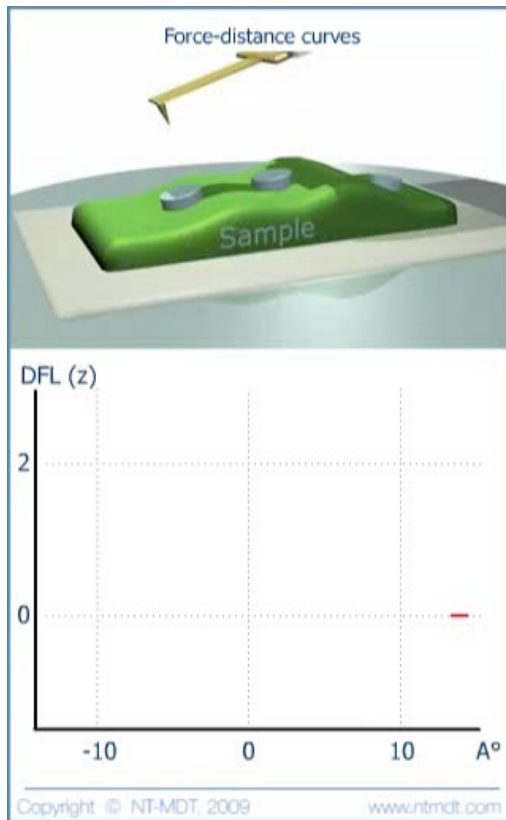 Force-distance curves
Sample
DFL (z)
2
0
-10 0 10 A°
Copyright © NT-MDT, 2009 www.ntmdt.com